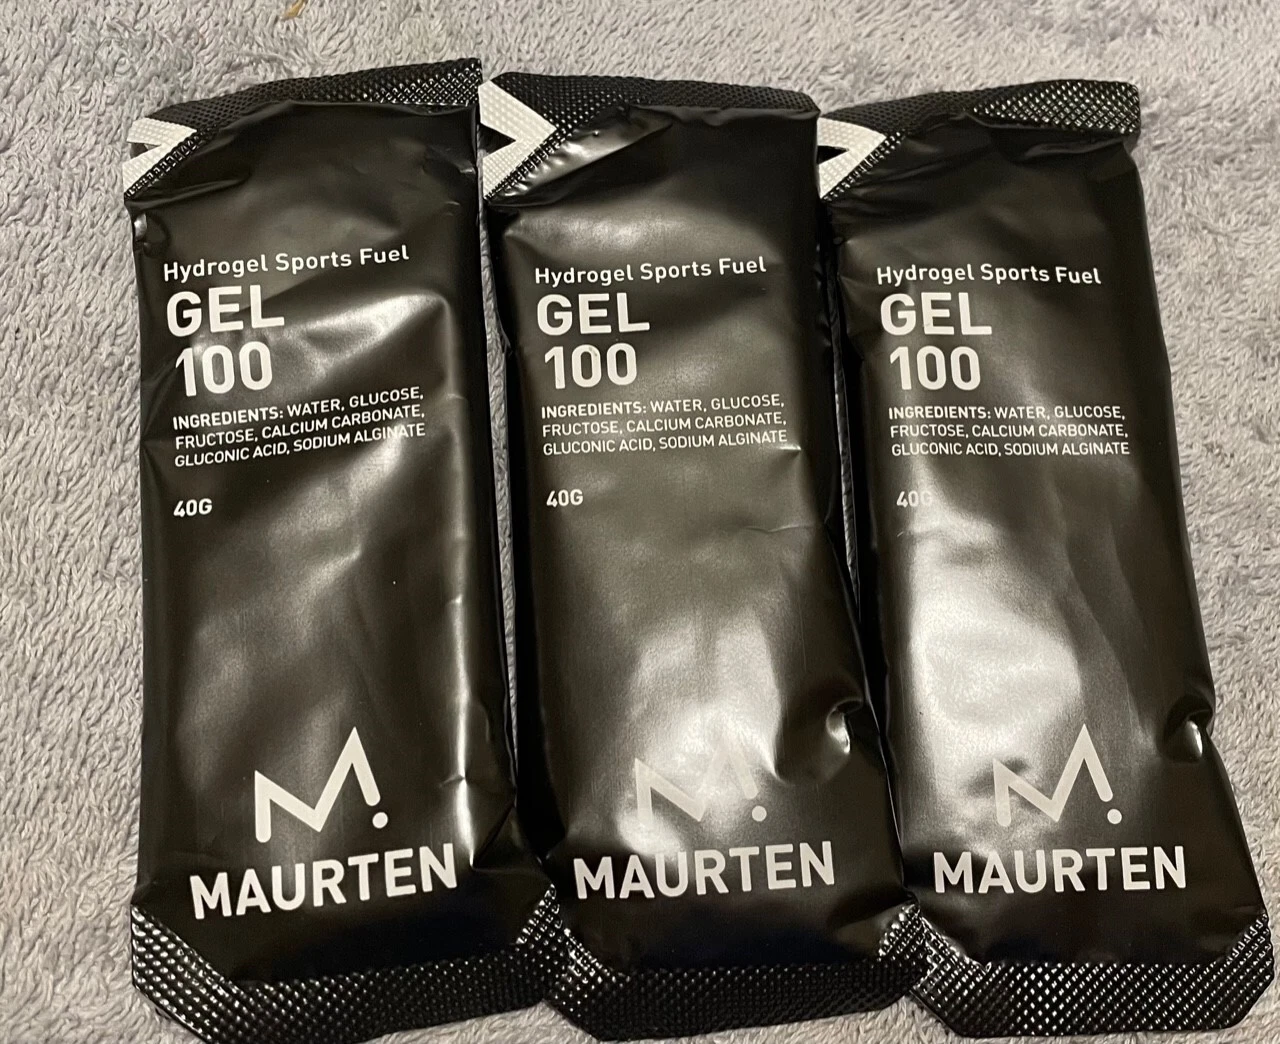 Hydrogel Sports Fuel
GEL
100
INGREDIENTS: WATER, GLUCOSE,
FRUCTOSE, CALCIUM CARBONATE,
GLUCONIC ACID, SODIUM ALGINATE
40G
M.
MAURTEN
Hydrogel Sports Fuel
GEL
100
INGREDIENTS: WATER, GLUCOSE,
FRUCTOSE, CALCIUM CARBONATE,
GLUCONIC ACID, SODIUM ALGINATE
40G
M.
MAURTEN
Hydrogel Sports Fuel
GEL
100
INGREDIENTS: WATER, GLUCOSE,
FRUCTOSE, CALCIUM CARBONATE,
GLUCONIC ACID, SODIUM ALGINATE
40G
M.
MAURTEN